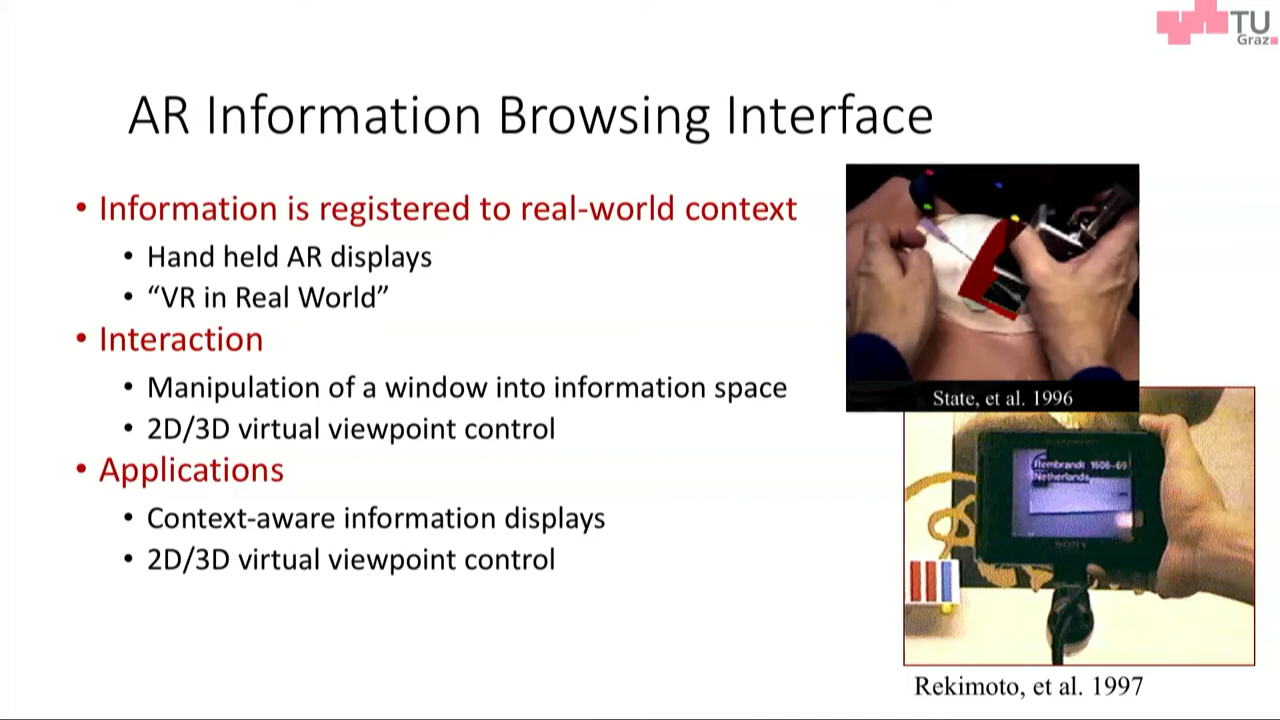 TU
Graz
AR Information Browsing Interface
• Information is registered to real-world context
• Hand held AR displays
• “VR in Real World”
• Interaction
• Manipulation of a window into information space
• 2D/3D virtual viewpoint control
• Applications
• Context-aware information displays
• 2D/3D virtual viewpoint control
State, et al. 1996
Rembrandt 1606-69
Netherlands
SONY
Rekimoto, et al. 1997